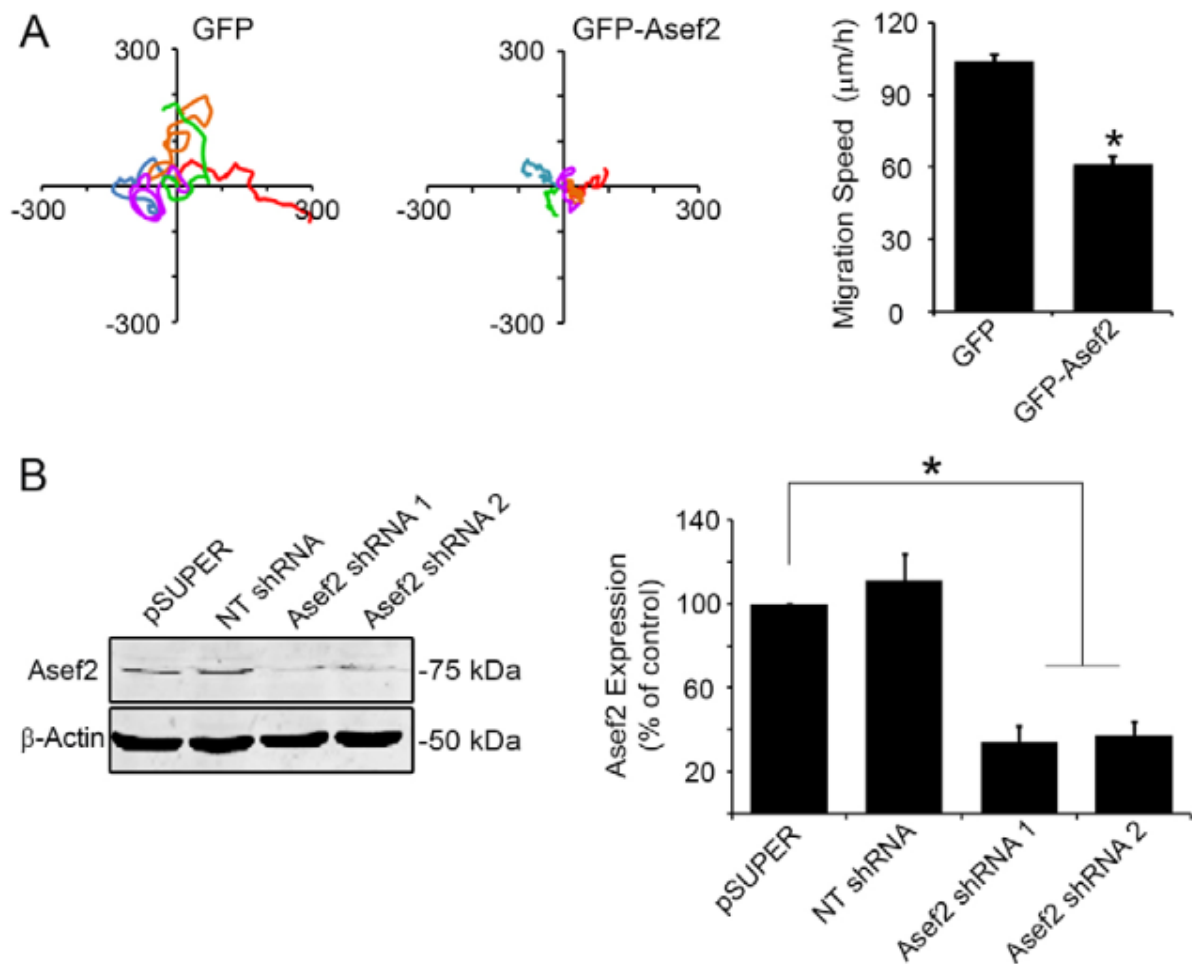 A
GFP
300
-300
300
-300
GFP-Asef2
300
-300
300
-300
Migration Speed (μm/h)
120
90
60
30
0
*
GFP
GFP-Asef2
B
pSUPER
NT shRNA
Asef2 shRNA 1
Asef2 shRNA 2
Asef2
-75 kDa
β-Actin
-50 kDa
*
Asef2 Expression
(% of control)
140
100
60
20
pSUPER
NT shRNA
Asef2 shRNA 1
Asef2 shRNA 2